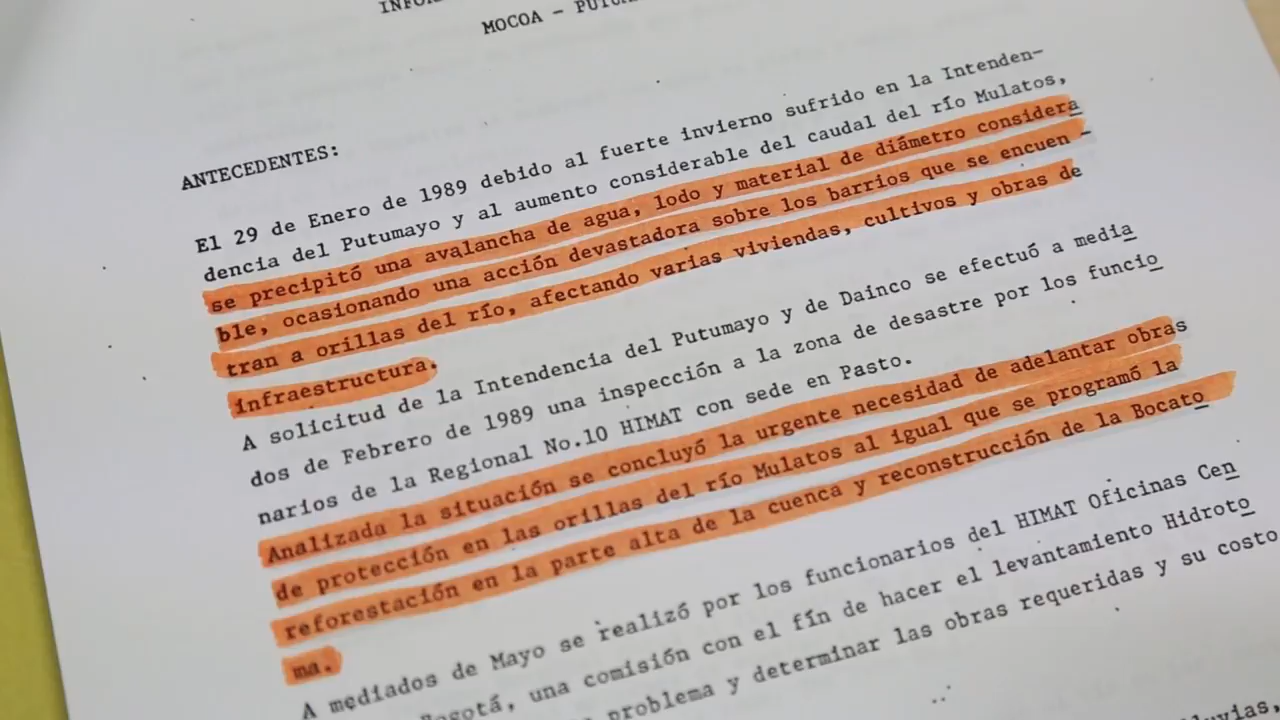 MOCOA -
ANTECEDENTES:
El 29 de Enero de 1989 debido al fuerte invierno sufrido en la Intenden-
dencia del Putumayo y al aumento considerable del caudal del río Mulatos,
se precipitó una avalancha de agua, lodo y material de diámetro considera
ble, ocasionando una acción devastadora sobre los barrios que se encuen -
tran a orillas del río, afectando varias viviendas, cultivos y obras de
infraestructura.
A solicitud de la Intendencia del Putumayo y de Dainco se efectuó a media
dos de Febrero de 1989 una inspección a la zona de desastre por los funcio
narios de la Regional No.10 HIMAT con sede en Pasto.
Analizada la situación se concluyó la urgente necesidad de adelantar obras
de protección en las orillas del río Mulatos al igual que se programó la
reforestación en la parte alta de la cuenca y reconstrucción de la Bocato
ma.
A mediados de Mayo se realizó por los funcionarios del HIMAT Oficinas Cen
una comisión con el fín de hacer el levantamiento Hidroto
problema y determinar las obras requeridas y su costo